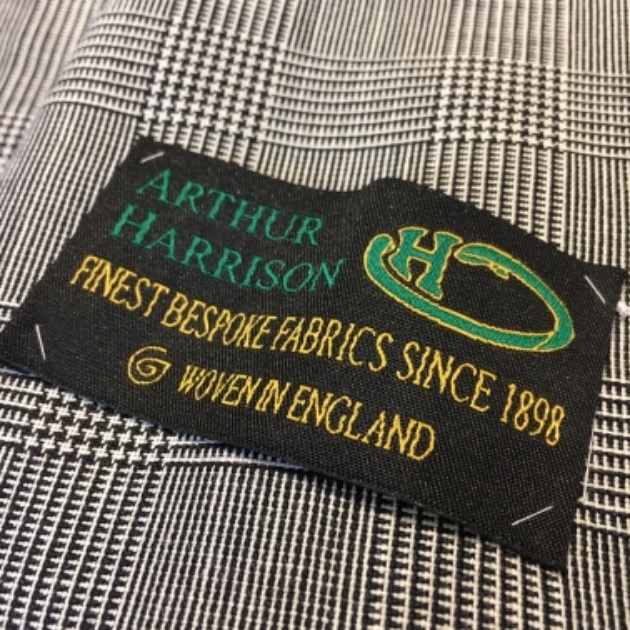 ARTHUR
HARRISON
H
FINEST BESPOKE FABRICS SINCE 1898
WOVEN IN ENGLAND